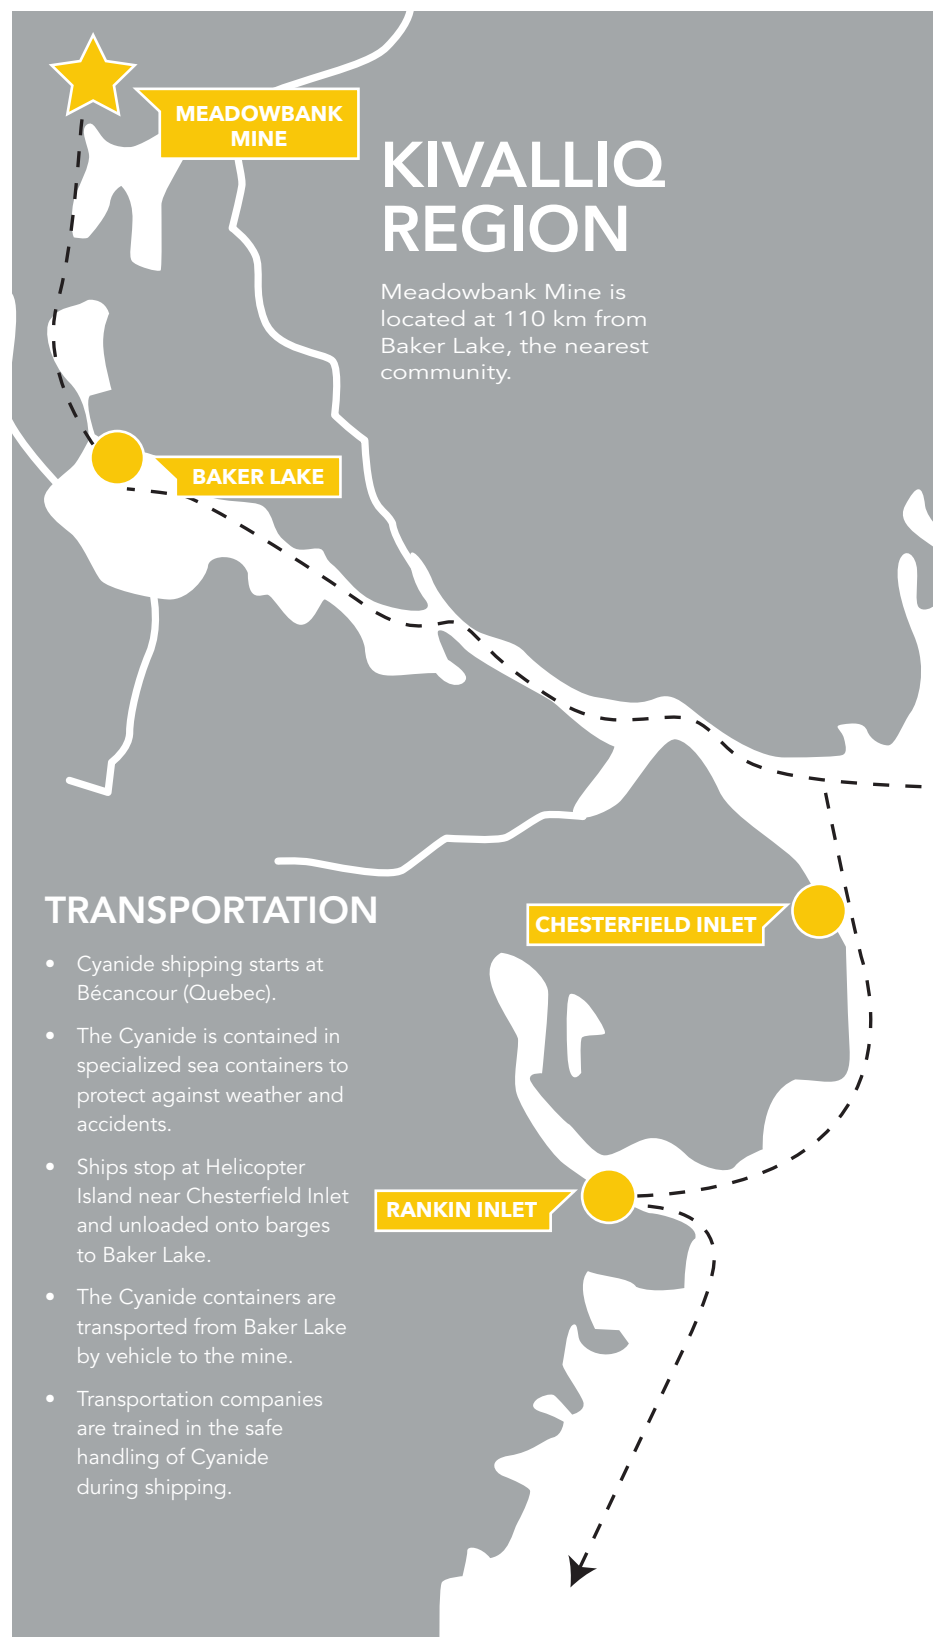 MEADOWBANK
MINE
KIVALLIQ
REGION
Meadowbank Mine is
located at 110 km from
Baker Lake, the nearest
community.
BAKER LAKE
TRANSPORTATION
• Cyanide shipping starts at
Bécancour (Quebec).
• The Cyanide is contained in
specialized sea containers to
protect against weather and
accidents.
• Ships stop at Helicopter
Island near Chesterfield Inlet
and unloaded onto barges
to Baker Lake.
• The Cyanide containers are
transported from Baker Lake
by vehicle to the mine.
• Transportation companies
are trained in the safe
handling of Cyanide
during shipping.
CHESTERFIELD INLET
RANKIN INLET